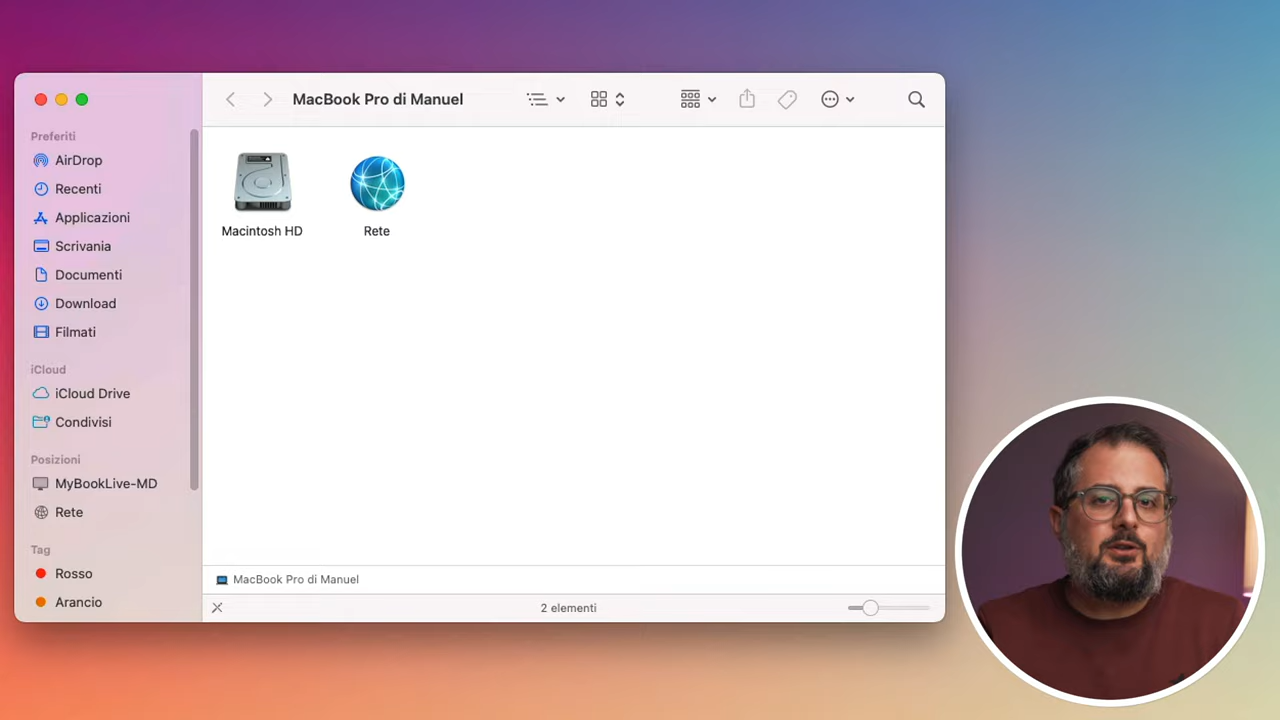 MacBook Pro di Manuel
Preferiti
AirDrop
Recenti
Applicazioni
Scrivania
Documenti
Download
Filmati
iCloud
iCloud Drive
Condivisi
Posizioni
MyBookLive-MD
Rete
Tag
Rosso
Arancio
Macintosh HD
Rete
MacBook Pro di Manuel
2 elementi